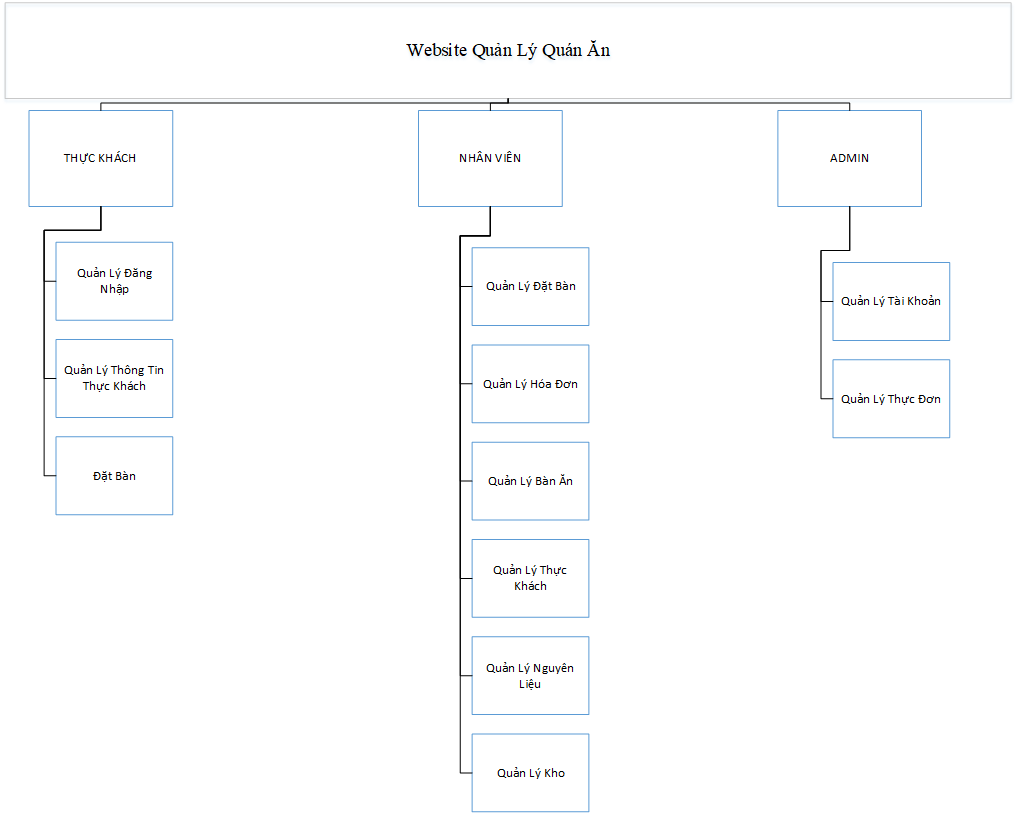 Website Quản Lý Quán Ăn
THỰC KHÁCH
NHÂN VIÊN
ADMIN
Quản Lý Đăng
Nhập
Quản Lý Thông Tin
Thực Khách
Đặt Bàn
Quản Lý Đặt Bàn
Quản Lý Hóa Đơn
Quản Lý Bàn Ăn
Quản Lý Thực
Khách
Quản Lý Nguyên
Liệu
Quản Lý Kho
Quản Lý Tài Khoản
Quản Lý Thực Đơn